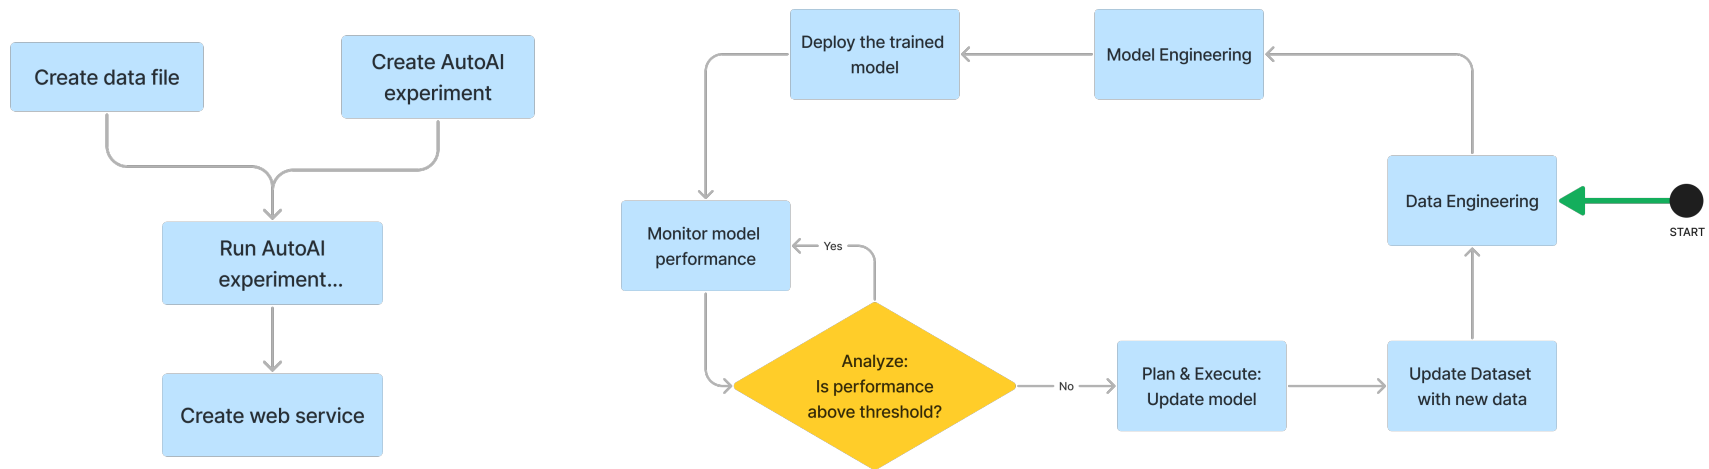 Create data file
Create AutoAI
experiment
Run AutoAI
experiment...
Create web service
Deploy the trained
model
Model Engineering
Data Engineering
START
Monitor model
performance
Yes
Analyze:
Is performance
above threshold?
No
Plan & Execute:
Update model
Update Dataset
with new data